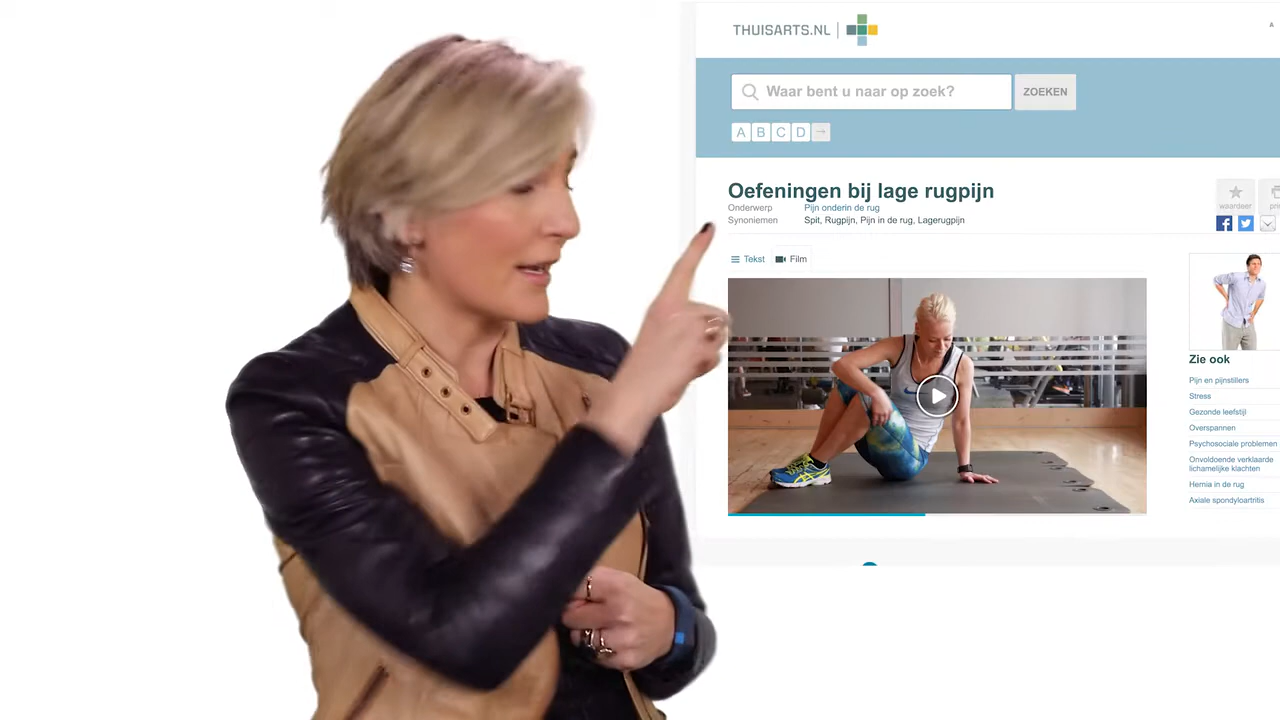 THUISARTS.NL
A
Waar bent u naar op zoek?
ZOEKEN
A B C D →
Oefeningen bij lage rugpijn
Onderwerp Pijn onderin de rug
Synoniemen Spit, Rugpijn, Pijn in de rug, Lagerugpijn
waardeer
Tekst Film
Zie ook
Pijn en pijnstillers
Stress
Gezonde leefstijl
Overspannen
Psychosociale problemen
Onvoldoende verklaarde
lichamelijke klachten
Hernia in de rug
Axiale spondyloartritis